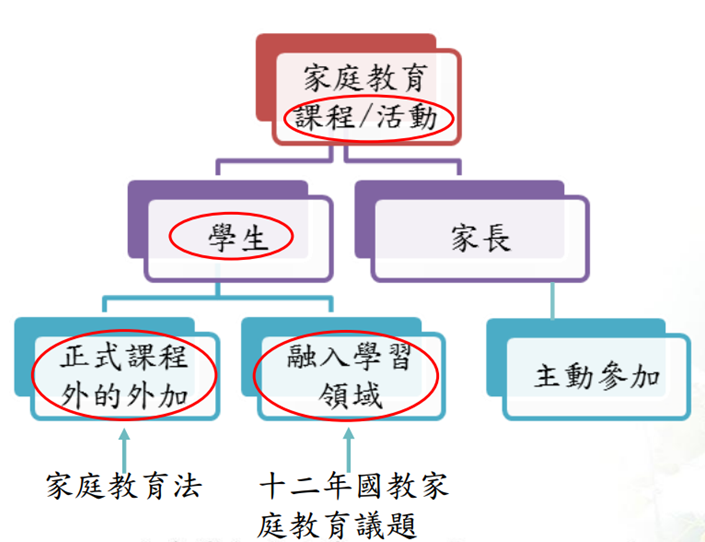 家庭教育
課程/活動
學生
家長
正式課程
外的外加
融入學習
領域
主動參加
家庭教育法
十二年國教家
庭教育議題